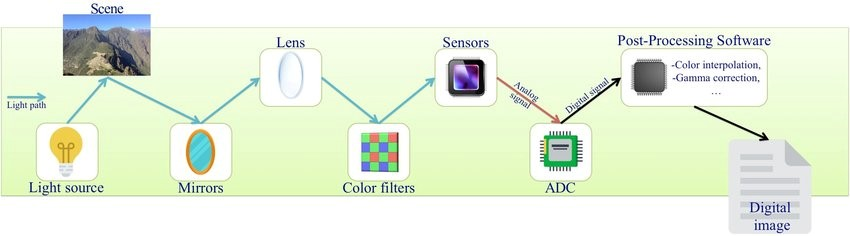 Scene
Light path
Light source
Mirrors
Lens
Color filters
Sensors
Analog
signal
ADC
Digital signal
Post-Processing Software
-Color interpolation,
-Gamma correction,
…
Digital
image